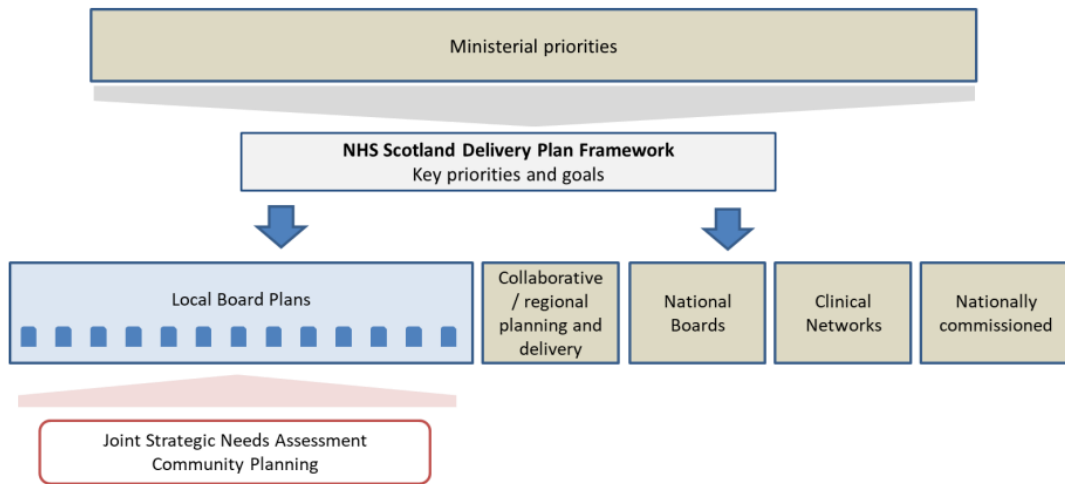 Ministerial priorities
NHS Scotland Delivery Plan Framework
Key priorities and goals
Local Board Plans
Collaborative
/ regional
planning and
delivery
National
Boards
Clinical
Networks
Nationally
commissioned
Joint Strategic Needs Assessment
Community Planning